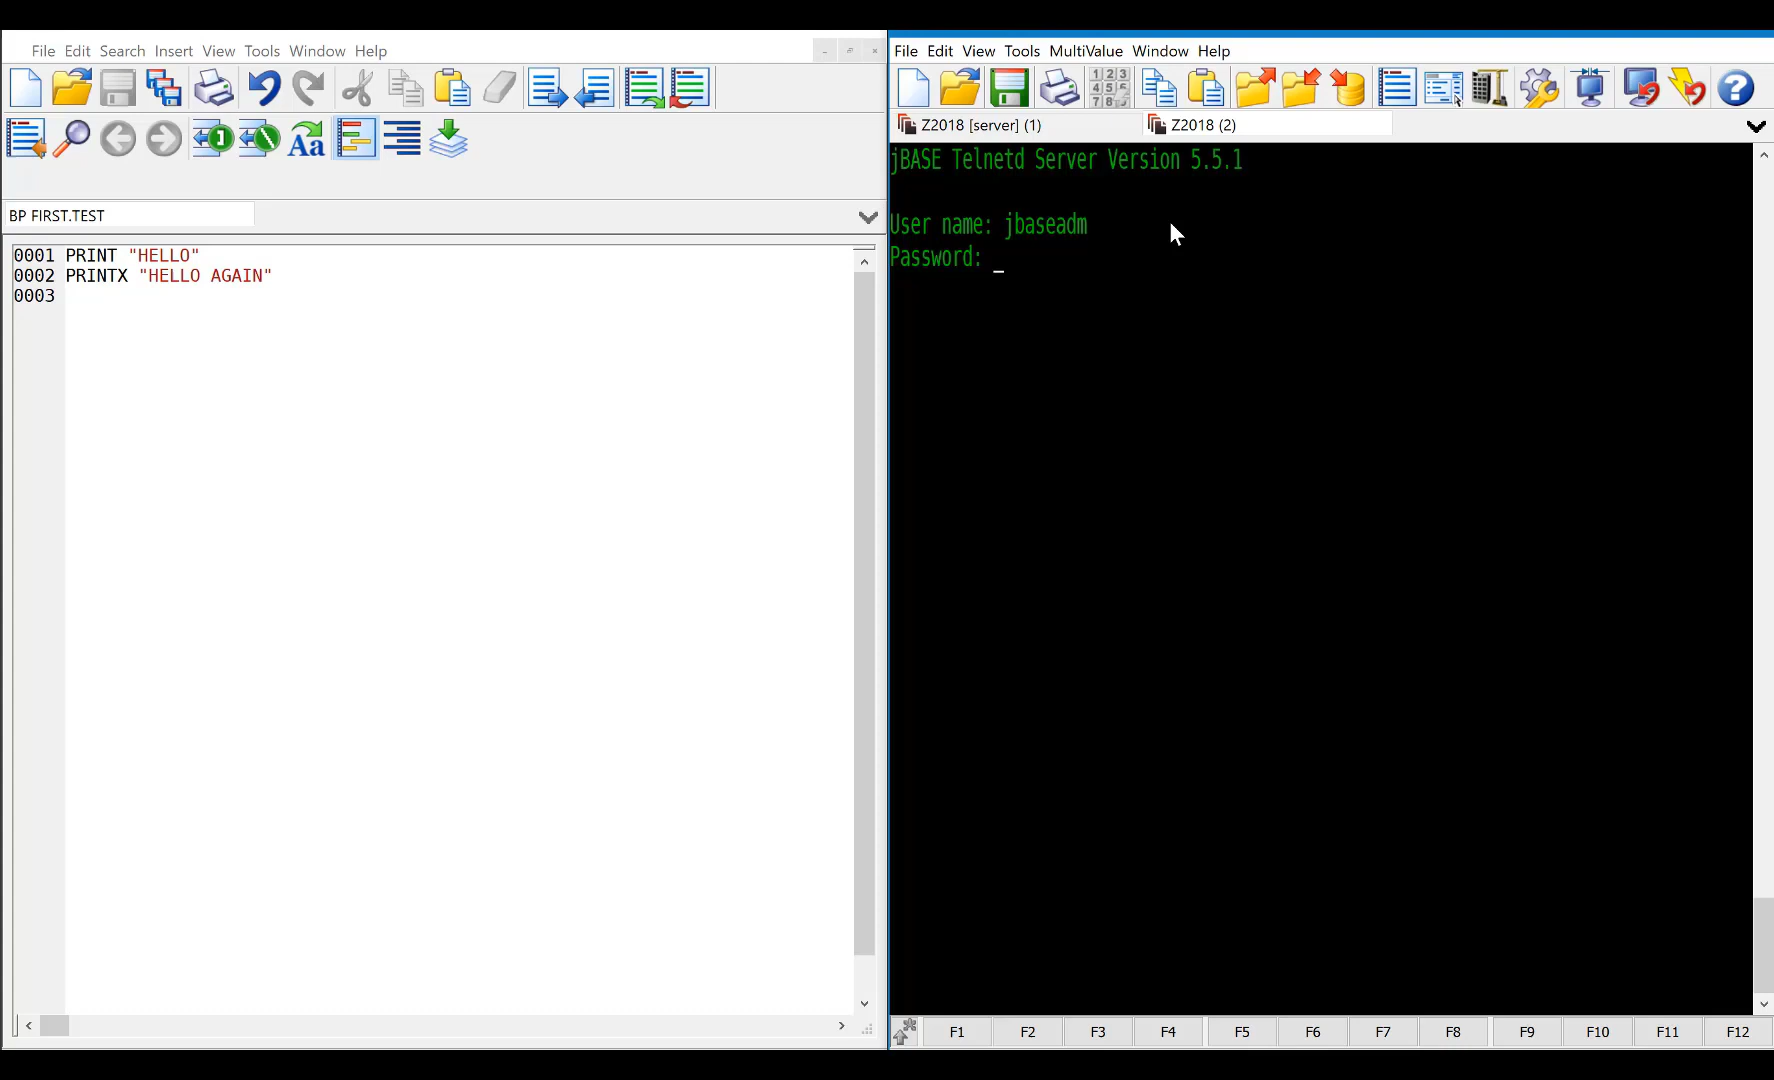 File Edit Search Insert View Tools Window Help
BP FIRST.TEST
0001 PRINT "HELLO"
0002 PRINTX "HELLO AGAIN"
0003
File Edit View Tools MultiValue Window Help
Z2018 [server] (1) Z2018 (2)
jBASE Telnetd Server Version 5.5.1
User name: jbaseadm
Password: _
F1 F2 F3 F4 F5 F6 F7 F8 F9 F10 F11 F12